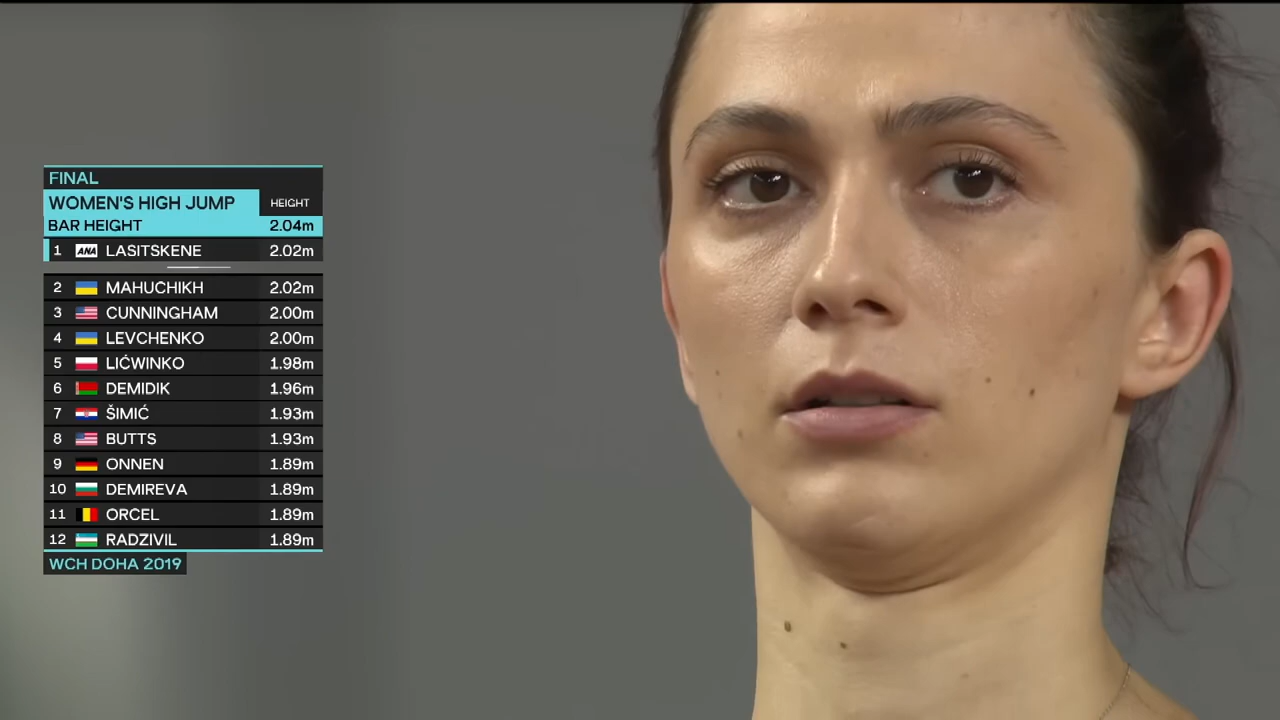 FINAL
WOMEN'S HIGH JUMP HEIGHT
BAR HEIGHT 2.04m
1 ANA LASITSKENE 2.02m
2 MAHUCHIKH 2.02m
3 CUNNINGHAM 2.00m
4 LEVCHENKO 2.00m
5 LIĆWINKO 1.98m
6 DEMIDIK 1.96m
7 ŠIMIĆ 1.93m
8 BUTTS 1.93m
9 ONNEN 1.89m
10 DEMIREVA 1.89m
11 ORCEL 1.89m
12 RADZIVIL 1.89m
WCH DOHA 2019